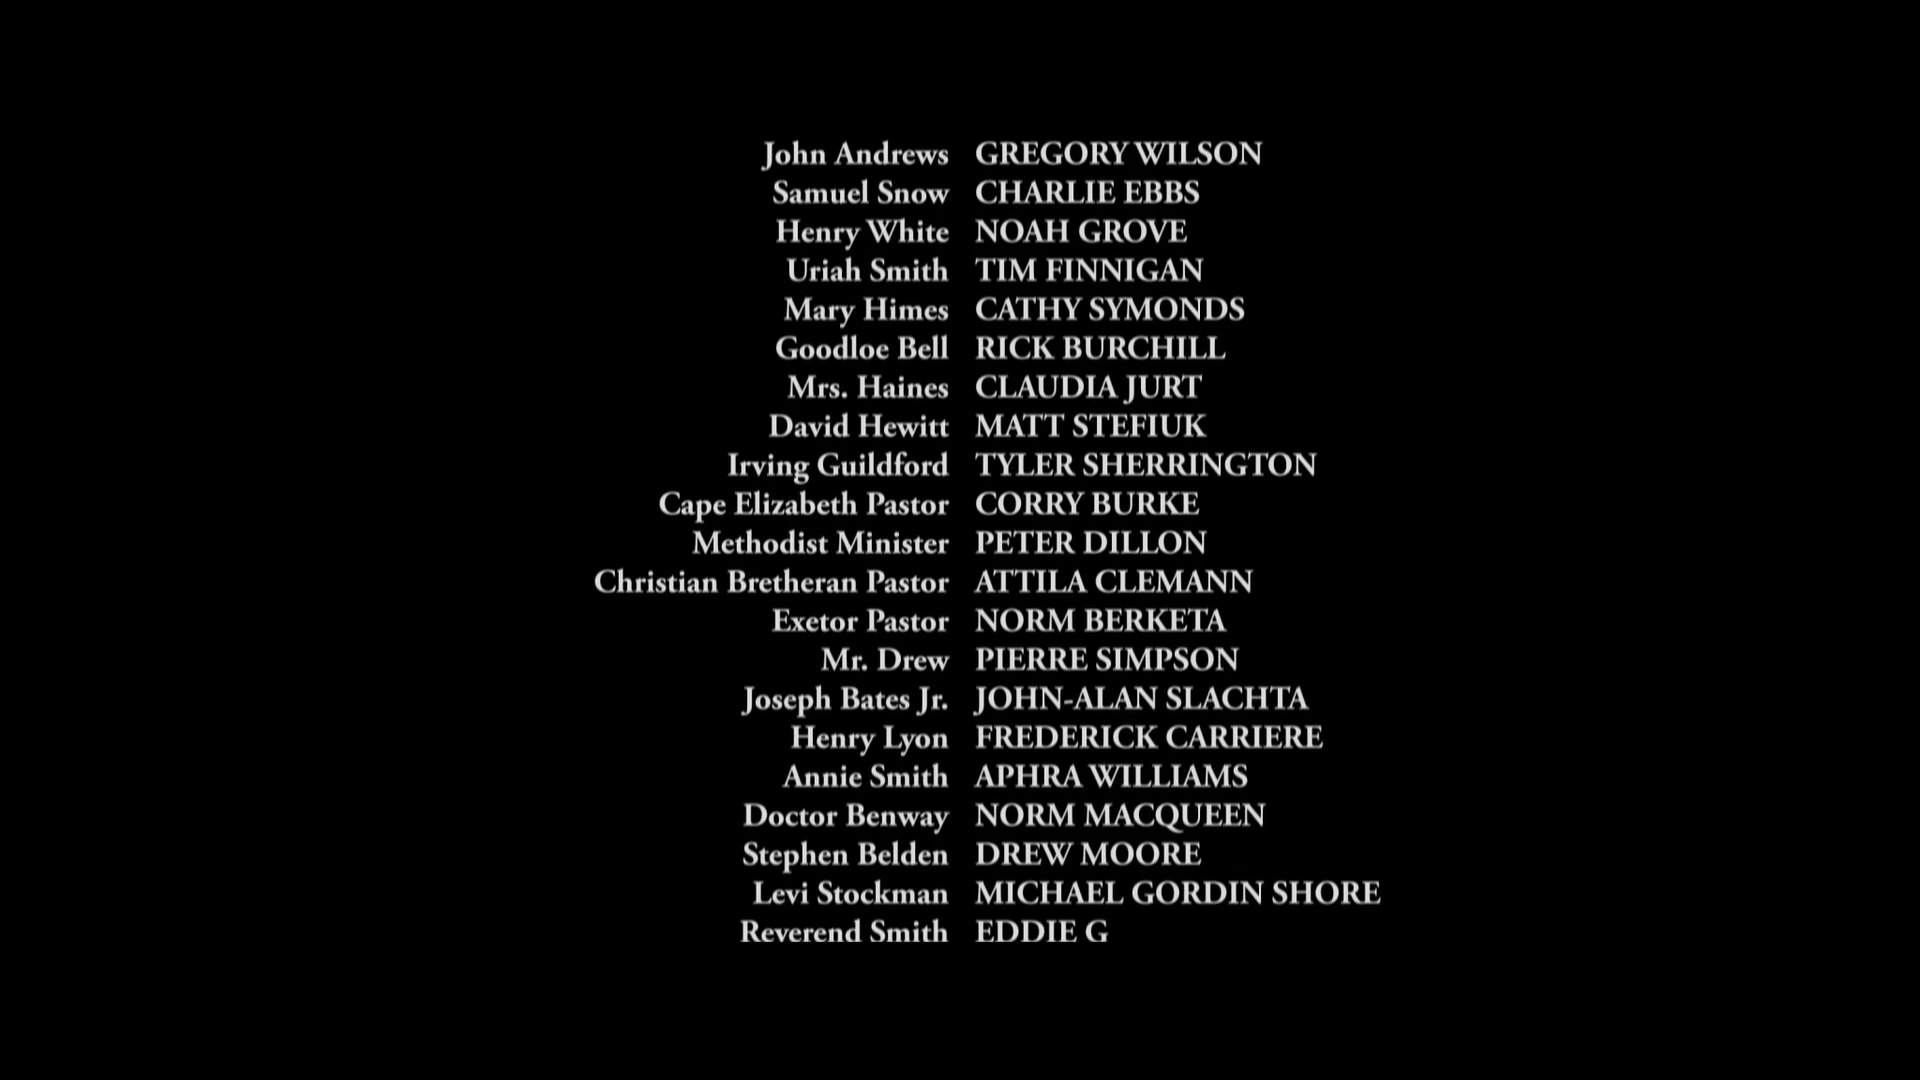 John Andrews GREGORY WILSON
Samuel Snow CHARLIE EBBS
Henry White NOAH GROVE
Uriah Smith TIM FINNIGAN
Mary Himes CATHY SYMONDS
Goodloe Bell RICK BURCHILL
Mrs. Haines CLAUDIA JURT
David Hewitt MATT STEFIUK
Irving Guildford TYLER SHERRINGTON
Cape Elizabeth Pastor CORRY BURKE
Methodist Minister PETER DILLON
Christian Bretheran Pastor ATTILA CLEMANN
Exetor Pastor NORM BERKETA
Mr. Drew PIERRE SIMPSON
Joseph Bates Jr. JOHN-ALAN SLACHTA
Henry Lyon FREDERICK CARRIERE
Annie Smith APHRA WILLIAMS
Doctor Benway NORM MACQUEEN
Stephen Belden DREW MOORE
Levi Stockman MICHAEL GORDIN SHORE
Reverend Smith EDDIE G